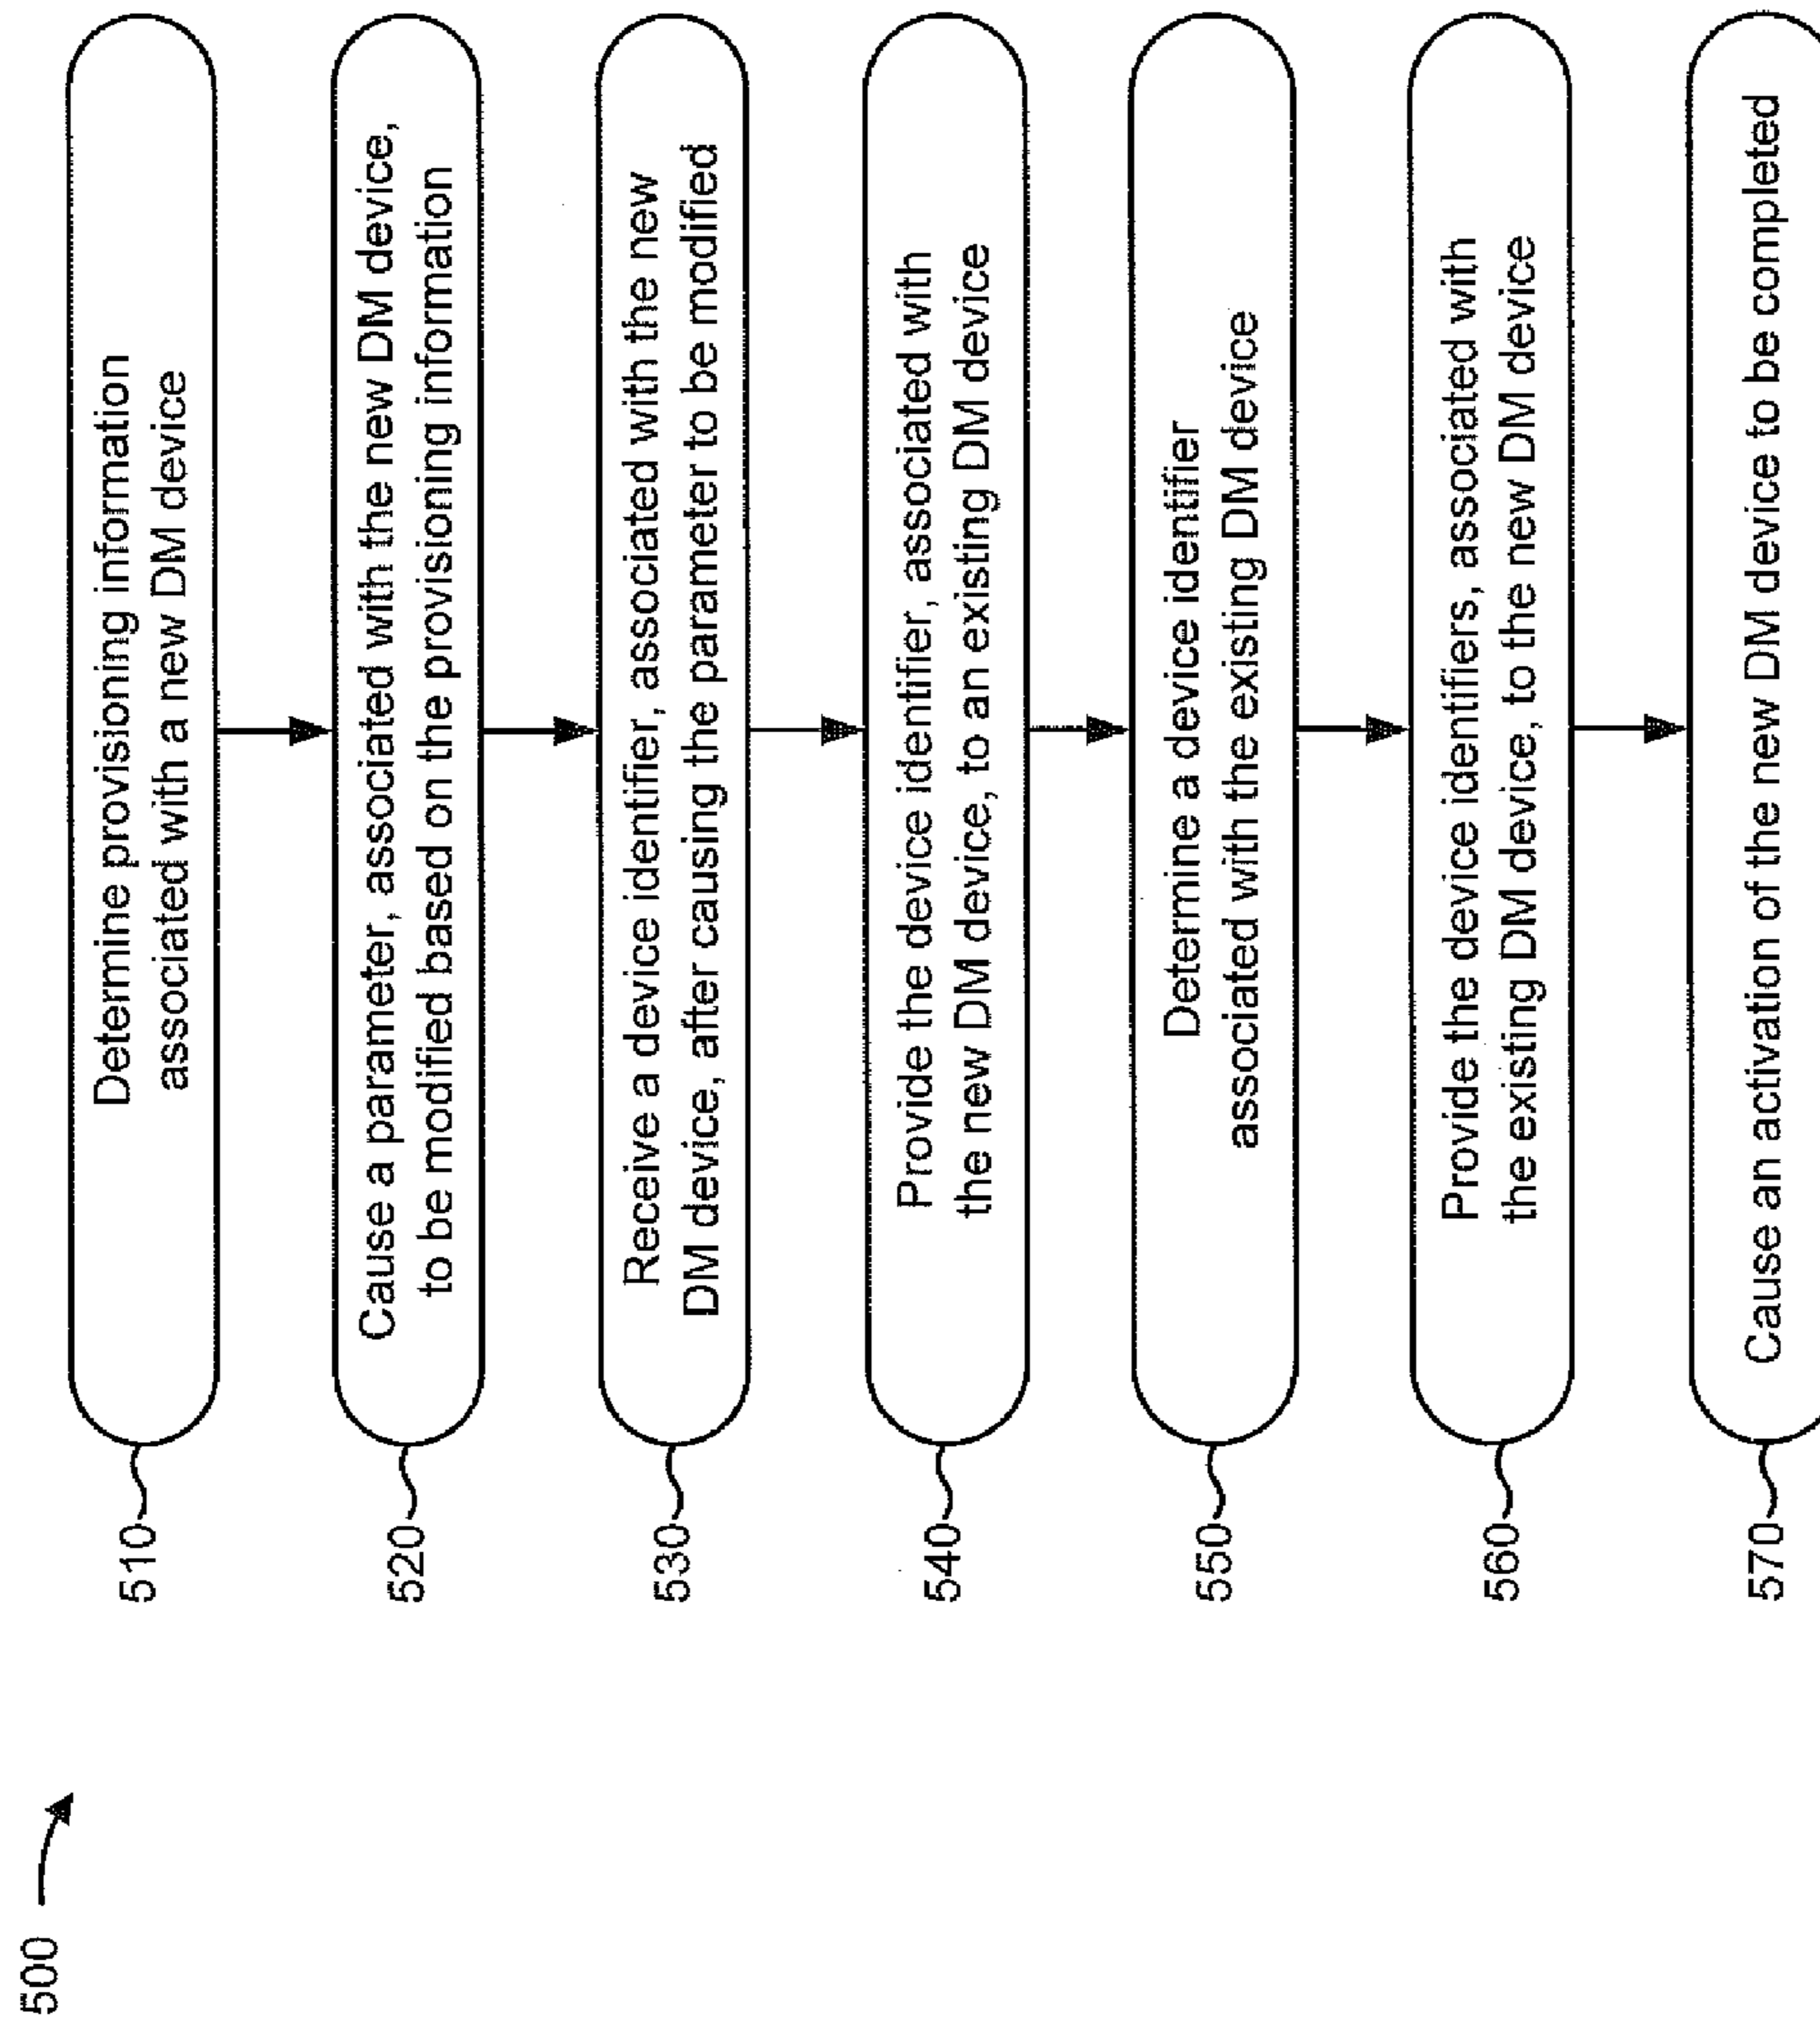 500
510
Determine provisioning information
associated with a new DM device
520
Cause a parameter, associated with the new DM device,
to be modified based on the provisioning information
530
Receive a device identifier, associated with the new
DM device, after causing the parameter to be modified
540
Provide the device identifier, associated with
the new DM device, to an existing DM device
550
Determine a device identifier
associated with the existing DM device
560
Provide the device identifiers, associated with
the existing DM device, to the new DM device
570
Cause an activation of the new DM device to be completed